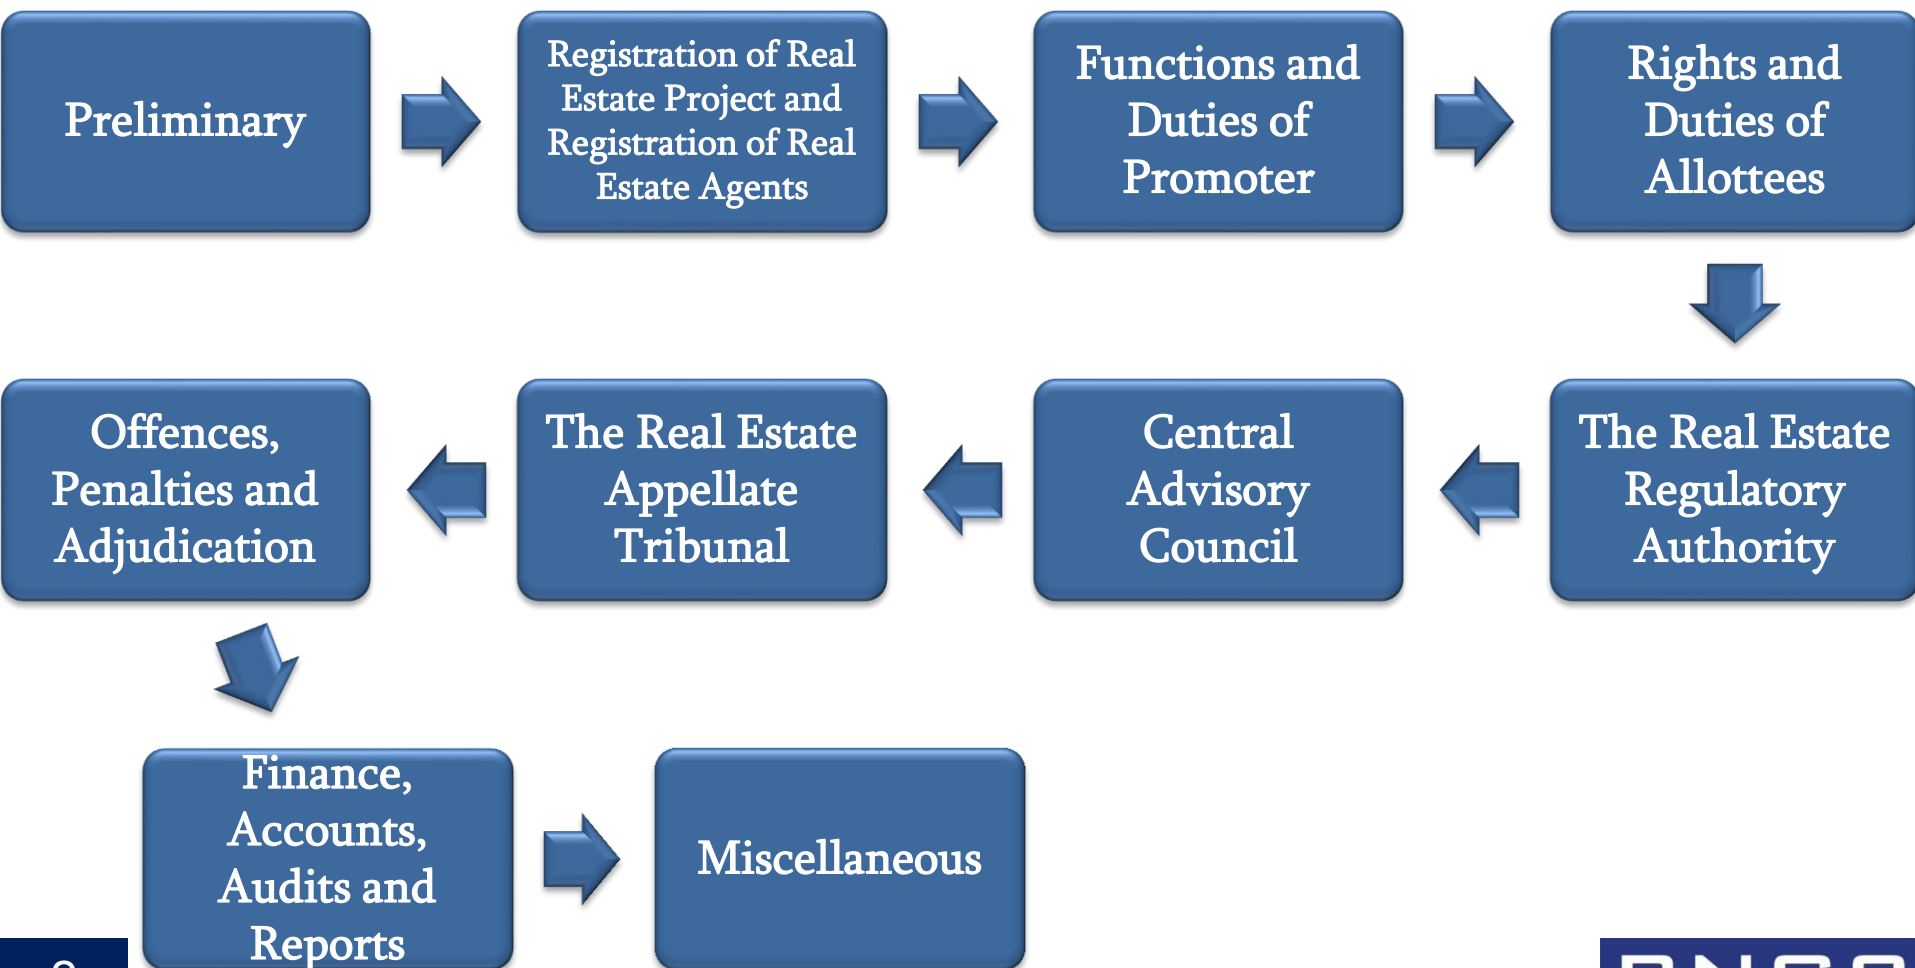 Preliminary
Registration of Real
Estate Project and
Registration of Real
Estate Agents
Functions and
Duties of
Promoter
Rights and
Duties of
Allottees
Offences,
Penalties and
Adjudication
The Real Estate
Appellate
Tribunal
Central
Advisory
Council
The Real Estate
Regulatory
Authority
Finance,
Accounts,
Audits and
Reports
Miscellaneous